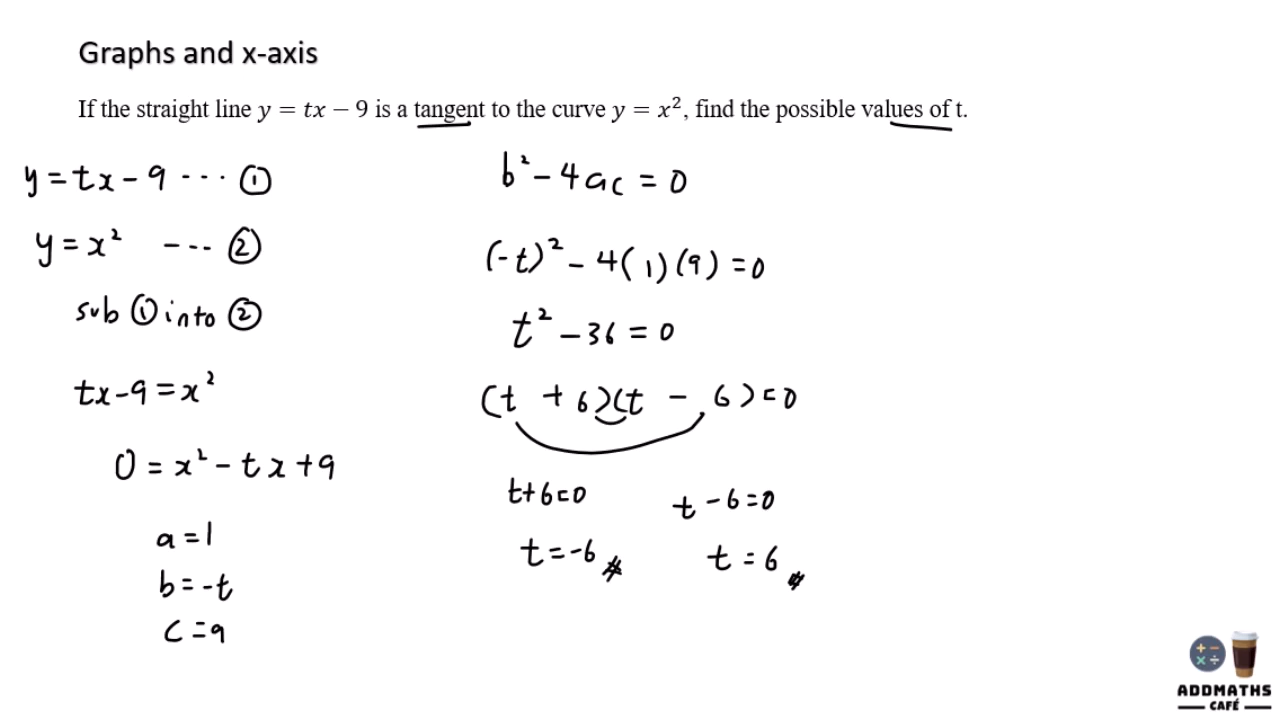 Graphs and x-axis
If the straight line y = tx − 9 is a tangent to the curve y = x², find the possible values of t.
y = tx − 9 --- ①
y = x² --- ②
sub ① into ②
tx − 9 = x²
0 = x² − tx + 9
a = 1
b = −t
c = 9
b² − 4ac = 0
(−t)² − 4(1)(9) = 0
t² − 36 = 0
(t + 6)(t − 6) = 0
t + 6 = 0
t = −6 #
t − 6 = 0
t = 6 #
+ −
× ÷
ADDMATHS
CAFÉ